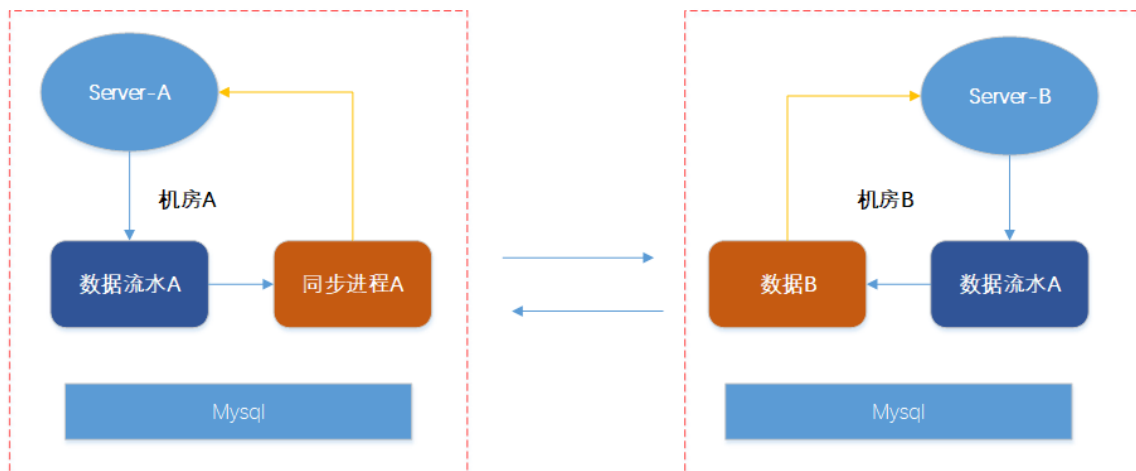 Server-A
机房A
数据流水A
同步进程A
Mysql
Server-B
机房B
数据B
数据流水A
Mysql